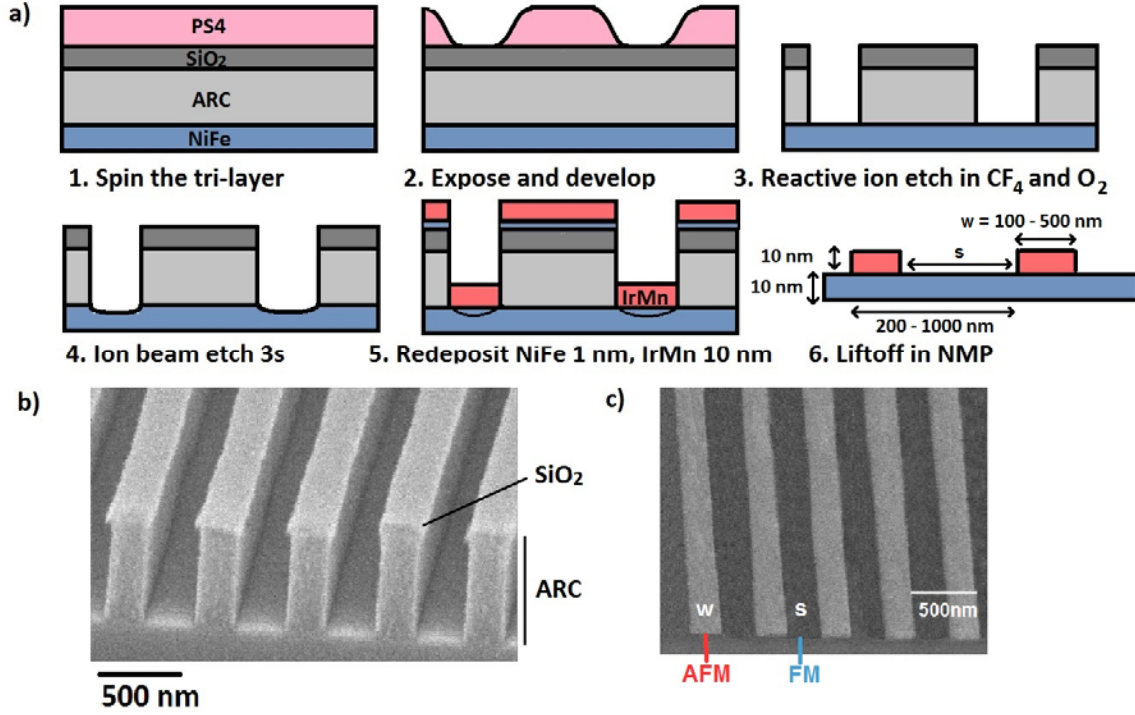 a)
PS4
SiO₂
ARC
NiFe
1. Spin the tri-layer
2. Expose and develop
3. Reactive ion etch in CF₄ and O₂
4. Ion beam etch 3s
IrMn
5. Redeposit NiFe 1 nm, IrMn 10 nm
w = 100 - 500 nm
10 nm
s
10 nm
200 - 1000 nm
6. Liftoff in NMP
b)
SiO₂
ARC
500 nm
c)
w
s
500nm
AFM
FM